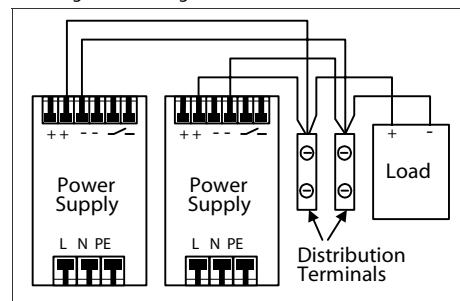 ++ -- 
++ -- 
+ -
Power
Supply
Power
Supply
Load
L N PE
L N PE
Distribution
Terminals